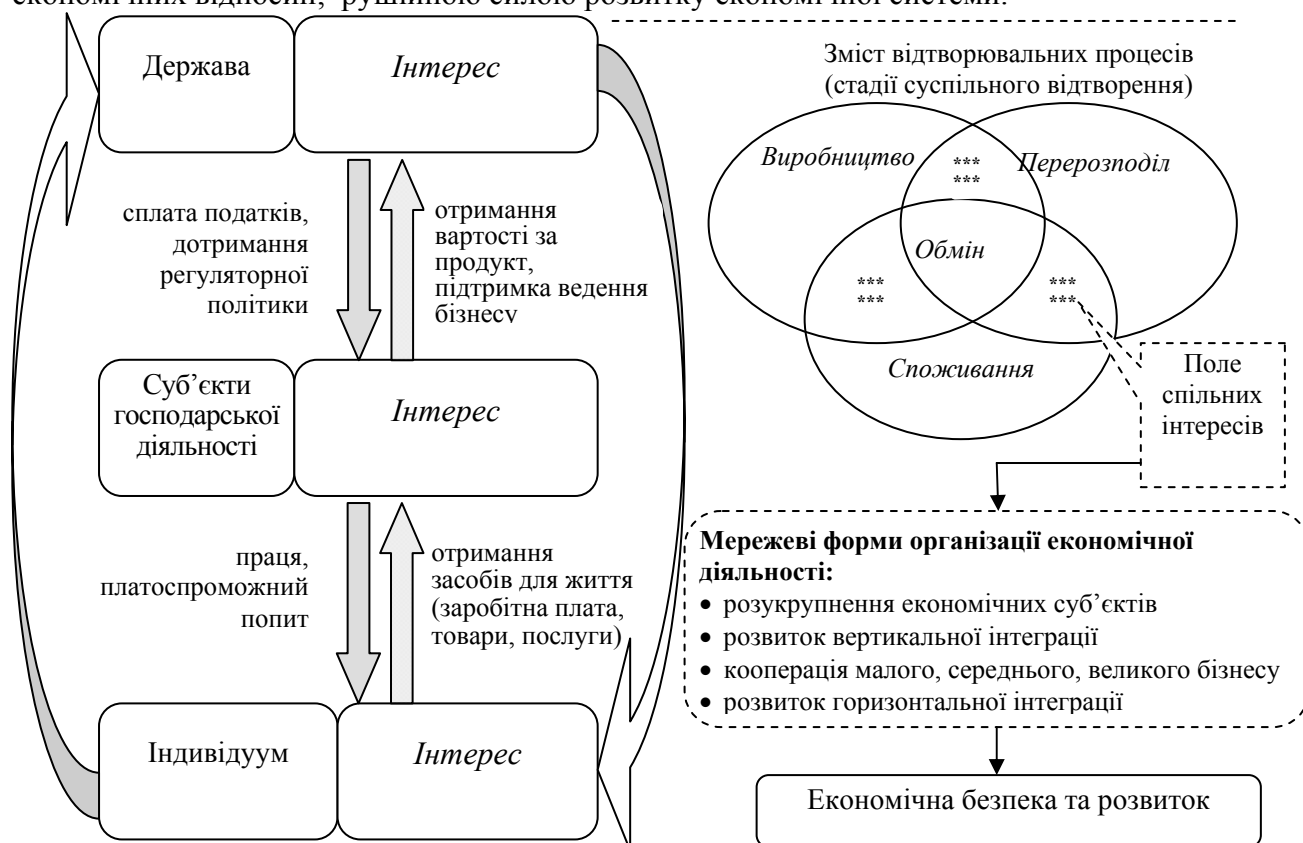 економічних відносин, рушійною силою розвитку економічної системи.
Держава
Інтерес
сплата податків,
дотримання
регуляторної
політики
отримання
вартості за
продукт,
підтримка ведення
бізнесу
Суб’єкти
господарської
діяльності
Інтерес
праця,
платоспроможний
попит
отримання
засобів для життя
(заробітна плата,
товари, послуги)
Індивідуум
Інтерес
Зміст відтворювальних процесів
(стадії суспільного відтворення)
Виробництво
***
***
Перерозподіл
Обмін
***
***
***
***
Споживання
Поле
спільних
інтересів
Мережеві форми організації економічної
діяльності:
• розукрупнення економічних суб’єктів
• розвиток вертикальної інтеграції
• кооперація малого, середнього, великого бізнесу
• розвиток горизонтальної інтеграції
Економічна безпека та розвиток